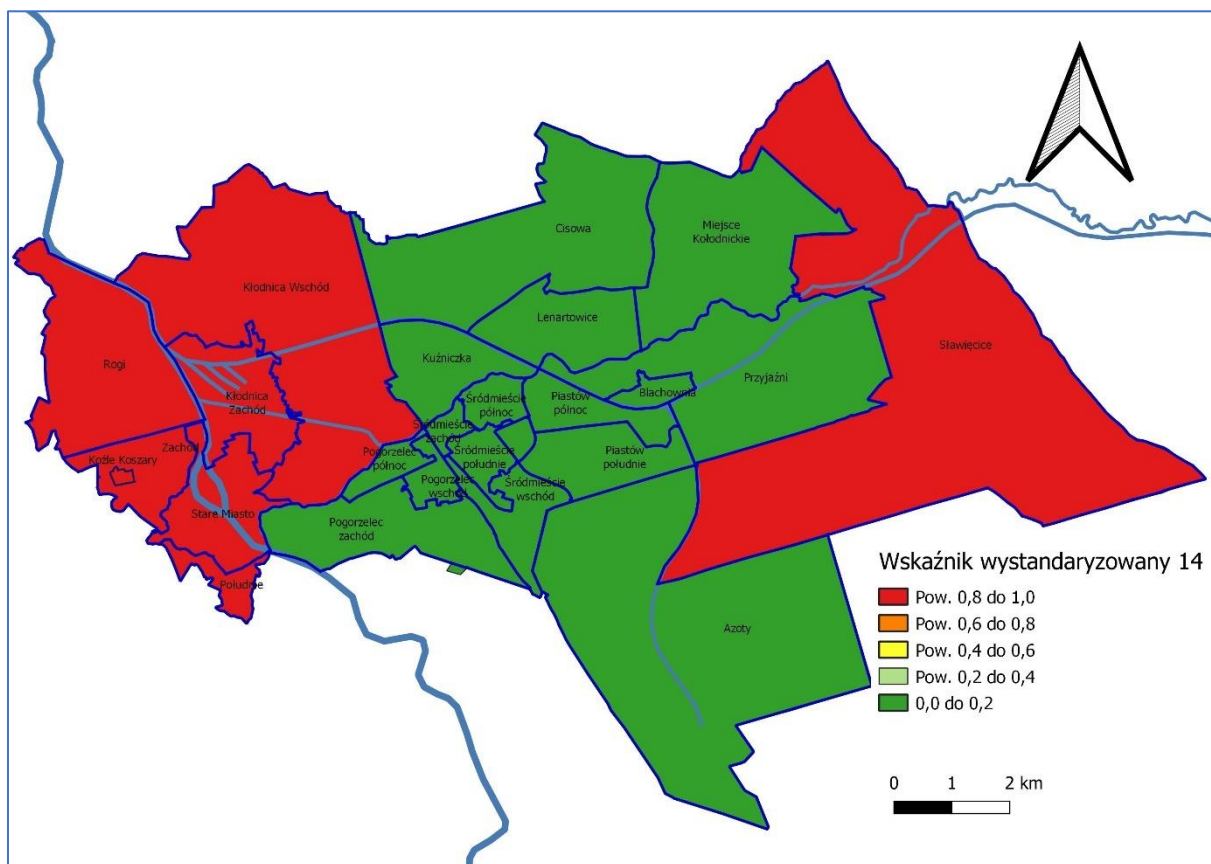 Cisowa
Miejsce
Kołodnickie
Kłodnica Wschód
Lenartowice
Sławięcice
Rogi
Kuźniczka
Przyjaźni
Blachownia
Kłodnica
Zachód
Śródmieście
północ
Piastów
północ
Śródmieście
zachód
Zachód
Pogorzelec
północ
Śródmieście
południe
Piastów
południe
Koźle Koszary
Pogorzelec
wschód
Śródmieście
wschód
Stare Miasto
Pogorzelec
zachód
Południe
Azoty
Wskaźnik wystandaryzowany 14
Pow. 0,8 do 1,0
Pow. 0,6 do 0,8
Pow. 0,4 do 0,6
Pow. 0,2 do 0,4
0,0 do 0,2
0 1 2 km